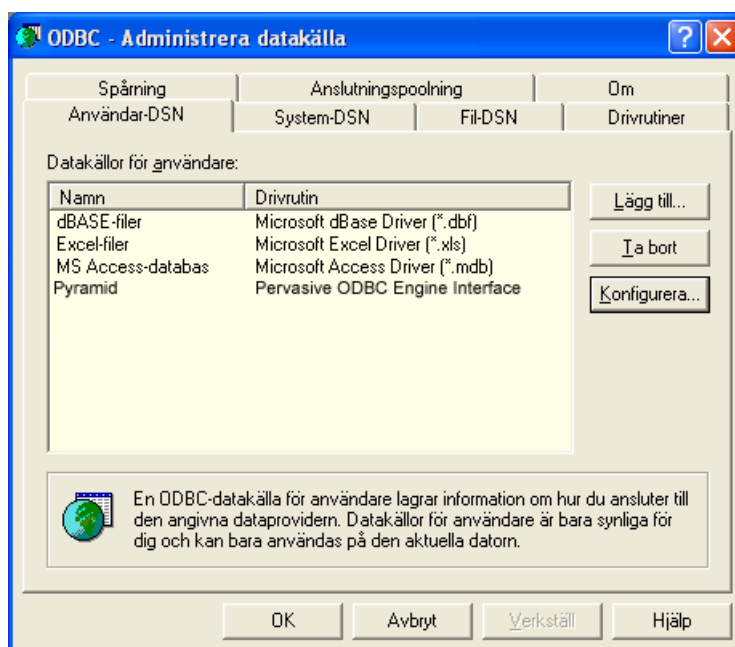 ODBC - Administrera datakälla
Spårning Anslutningspoolning Om
Användar-DSN System-DSN Fil-DSN Drivrutiner
Datakällor för användare:
Namn Drivrutin
dBASE-filer Microsoft dBase Driver (*.dbf)
Excel-filer Microsoft Excel Driver (*.xls)
MS Access-databas Microsoft Access Driver (*.mdb)
Pyramid Pervasive ODBC Engine Interface
Lägg till...
Ta bort
Konfigurera...
En ODBC-datakälla för användare lagrar information om hur du ansluter till
den angivna dataprovidern. Datakällor för användare är bara synliga för
dig och kan bara användas på den aktuella datorn.
OK Avbryt Verkställ Hjälp